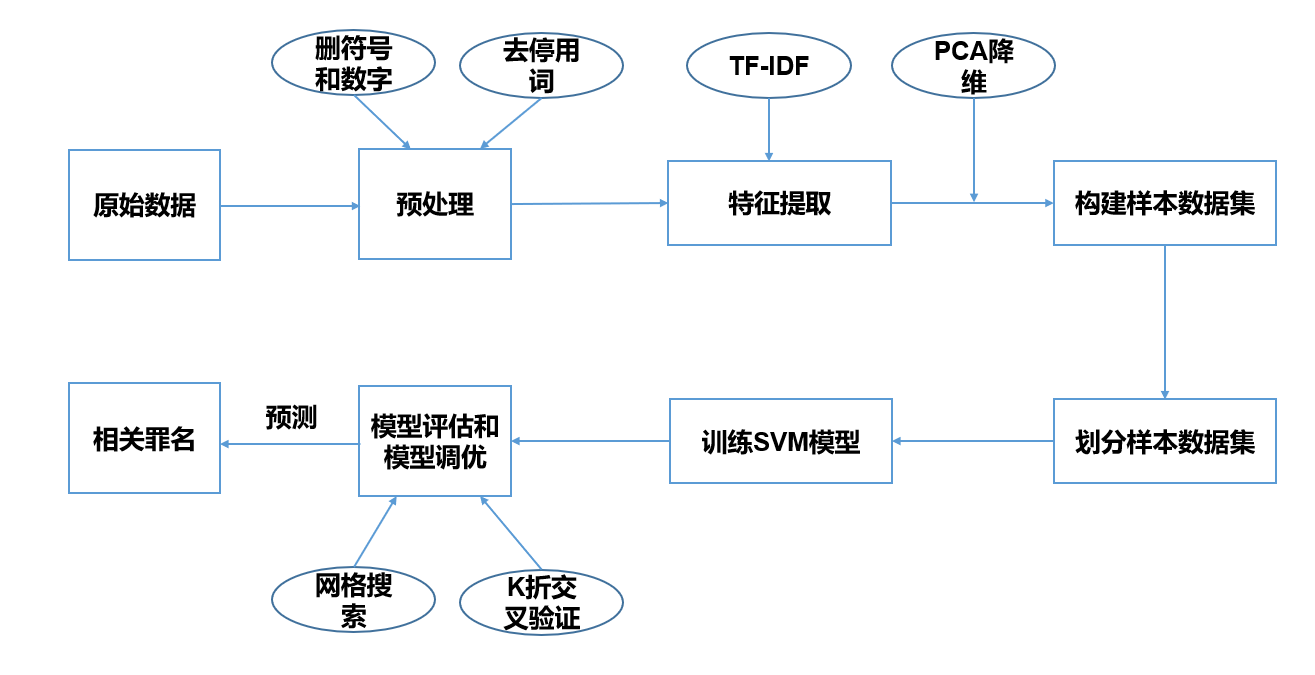 删符号
和数字
去停用
词
TF-IDF
PCA降
维
原始数据
预处理
特征提取
构建样本数据集
相关罪名
预测
模型评估和
模型调优
训练SVM模型
划分样本数据集
网格搜
索
K折交
叉验证